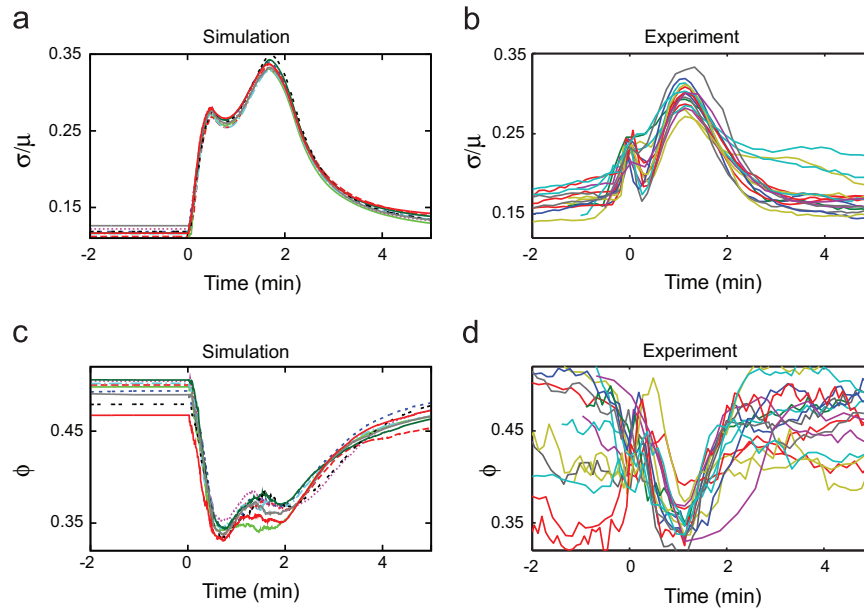 a
Simulation
σ/μ
0.35
0.25
0.15
-2 0 2 4
Time (min)
b
Experiment
σ/μ
0.35
0.25
0.15
-2 0 2 4
Time (min)
c
Simulation
ϕ
0.45
0.35
-2 0 2 4
Time (min)
d
Experiment
ϕ
0.45
0.35
-2 0 2 4
Time (min)